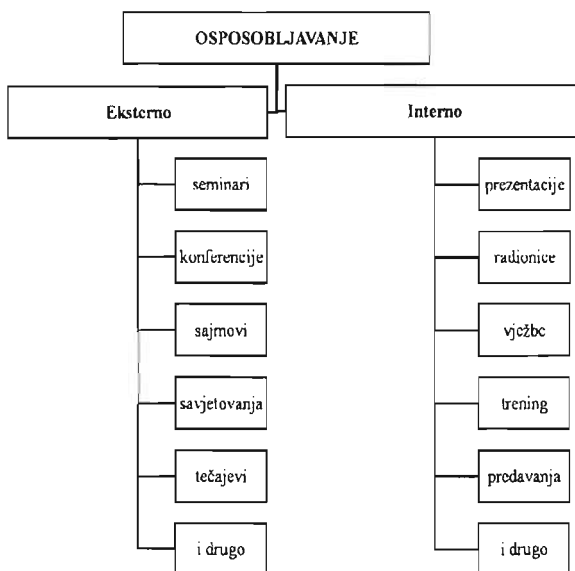 OSPOSOBLJAVANJE
Eksterno
Interno
seminari
konferencije
sajmovi
savjetovanja
tečajevi
i drugo
prezentacije
radionice
vježbe
trening
predavanja
i drugo